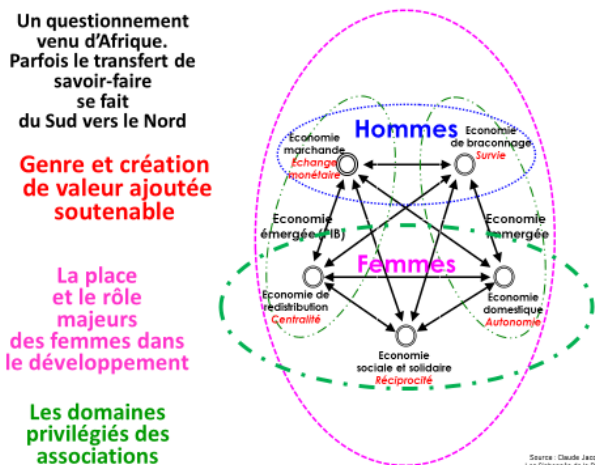 Un questionnement
venu d'Afrique.
Parfois le transfert de
savoir-faire
se fait
du Sud vers le Nord
Genre et création
de valeur ajoutée
soutenable
La place
et le rôle
majeurs
des femmes dans
le développement
Les domaines
privilégiés des
associations
Hommes
Economie
marchande
Echange
monétaire
Economie
de braconnage
Survie
Economie
émergée (PIB)
Economie
immergée
Femmes
Economie de
redistribution
Centralité
Economie
domestique
Autonomie
Economie
sociale et solidaire
Réciprocité
Source : Claude